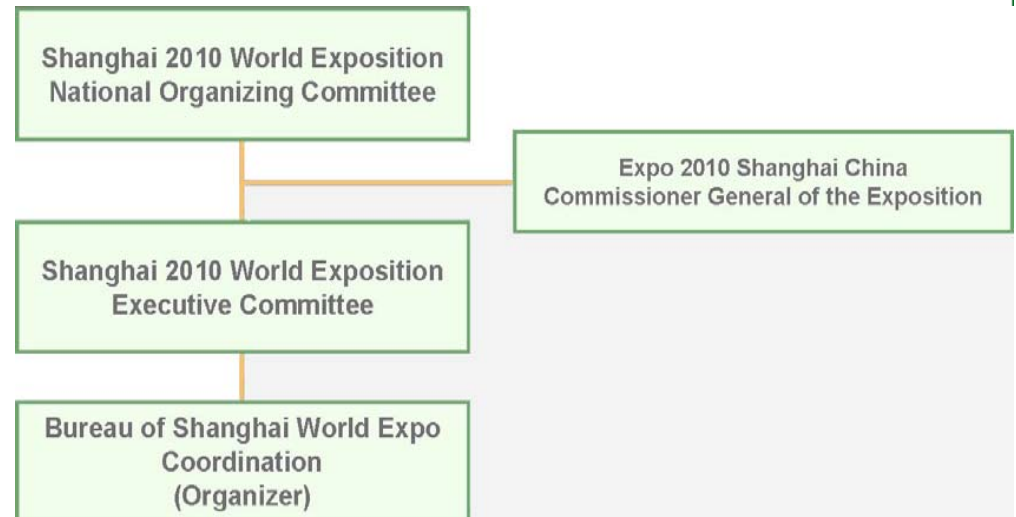 Shanghai 2010 World Exposition
National Organizing Committee
Expo 2010 Shanghai China
Commissioner General of the Exposition
Shanghai 2010 World Exposition
Executive Committee
Bureau of Shanghai World Expo
Coordination
(Organizer)